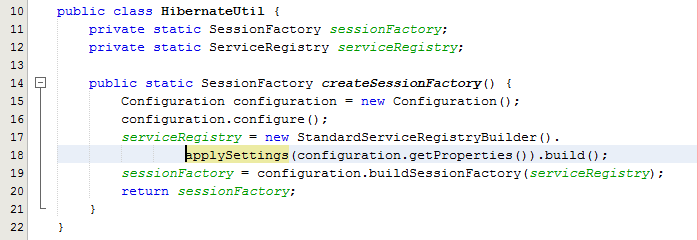 10 public class HibernateUtil {
11     private static SessionFactory sessionFactory;
12     private static ServiceRegistry serviceRegistry;
13
14     public static SessionFactory createSessionFactory() {
15         Configuration configuration = new Configuration();
16         configuration.configure();
17         serviceRegistry = new StandardServiceRegistryBuilder().
18                 applySettings(configuration.getProperties()).build();
19         sessionFactory = configuration.buildSessionFactory(serviceRegistry);
20         return sessionFactory;
21     }
22 }